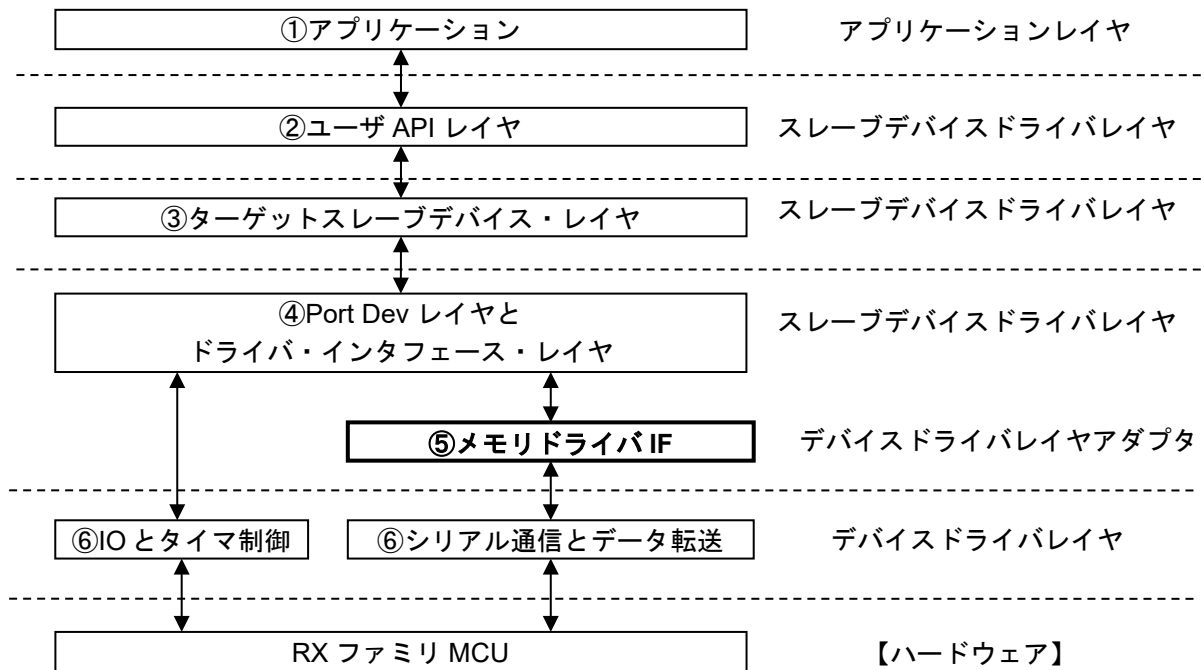 ①アプリケーション
アプリケーションレイヤ
②ユーザ API レイヤ
スレーブデバイスドライバレイヤ
③ターゲットスレーブデバイス・レイヤ
スレーブデバイスドライバレイヤ
④Port Dev レイヤと
ドライバ・インタフェース・レイヤ
スレーブデバイスドライバレイヤ
⑤メモリドライバ IF
デバイスドライバレイヤアダプタ
⑥IO とタイマ制御
⑥シリアル通信とデータ転送
デバイスドライバレイヤ
RX ファミリ MCU
【ハードウェア】